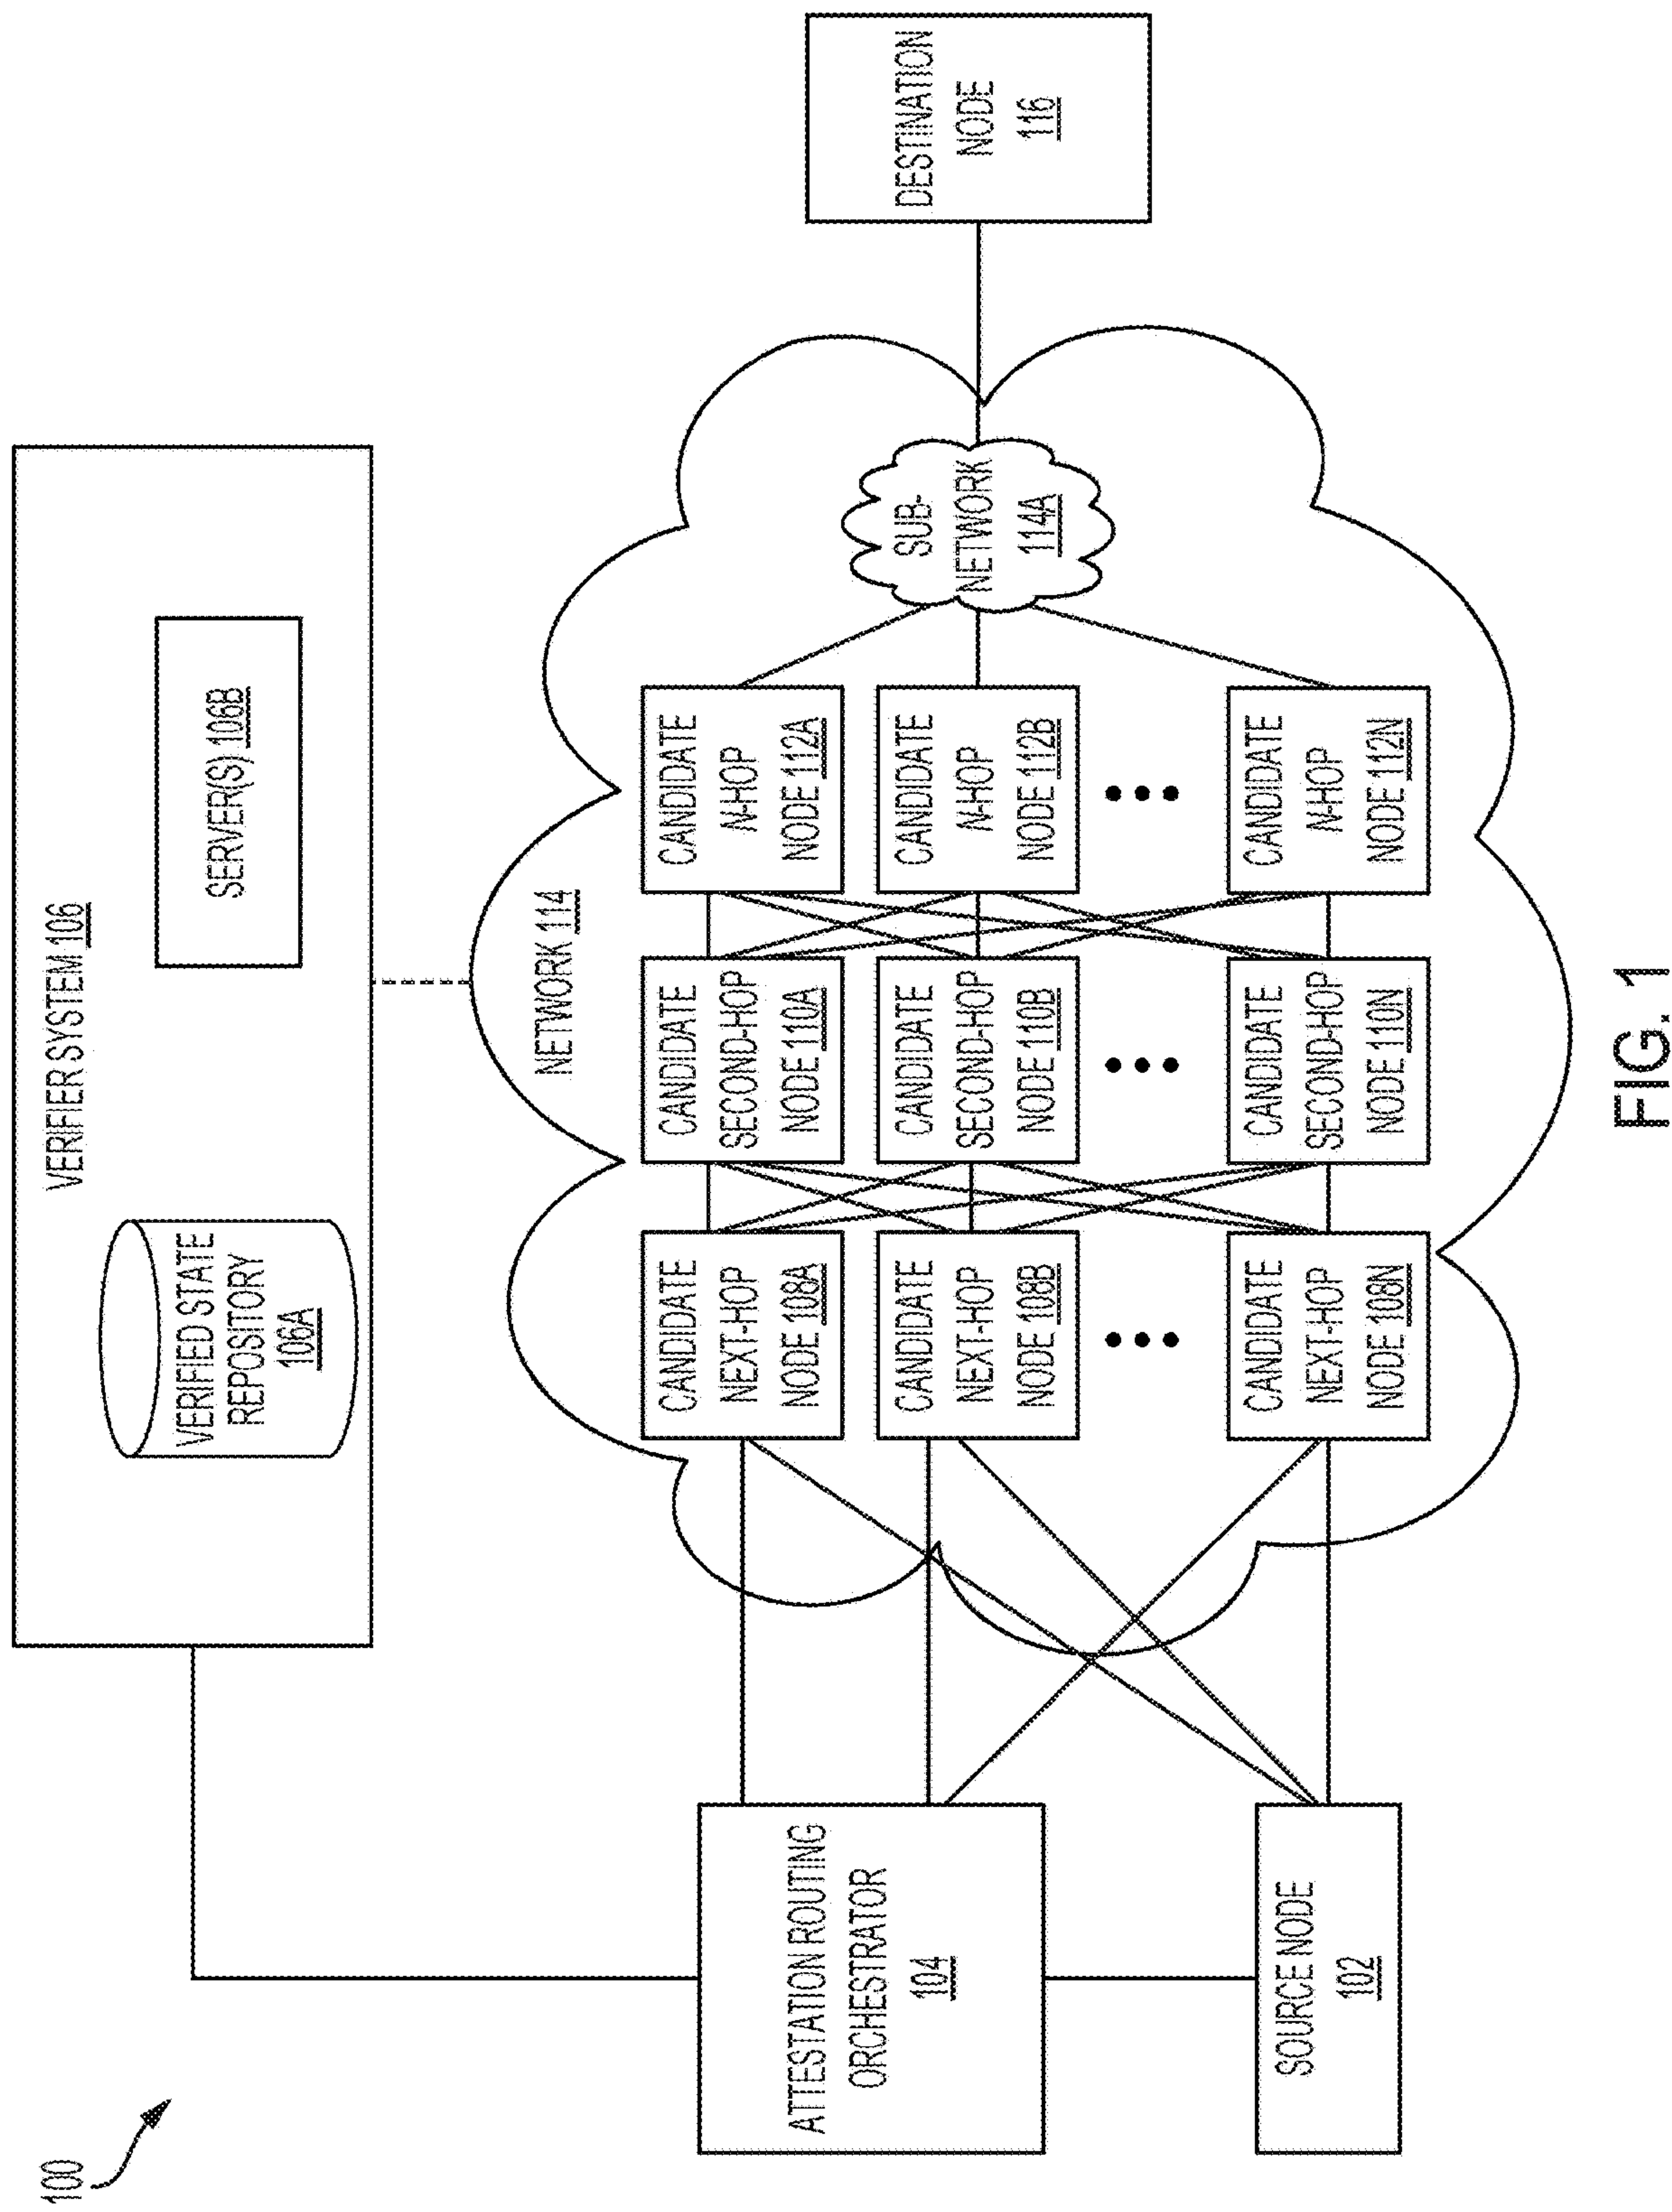 100
VERIFIER SYSTEM 106
VERIFIED STATE
REPOSITORY
106A
SERVER(S) 106B
NETWORK 114
ATTESTATION ROUTING
ORCHESTRATOR
104
SOURCE NODE
102
CANDIDATE
NEXT-HOP
NODE 108A
CANDIDATE
SECOND-HOP
NODE 110A
CANDIDATE
N-HOP
NODE 112A
CANDIDATE
NEXT-HOP
NODE 108B
CANDIDATE
SECOND-HOP
NODE 110B
CANDIDATE
N-HOP
NODE 112B
CANDIDATE
NEXT-HOP
NODE 108N
CANDIDATE
SECOND-HOP
NODE 110N
CANDIDATE
N-HOP
NODE 112N
SUB-
NETWORK
114A
DESTINATION
NODE
116
FIG. 1